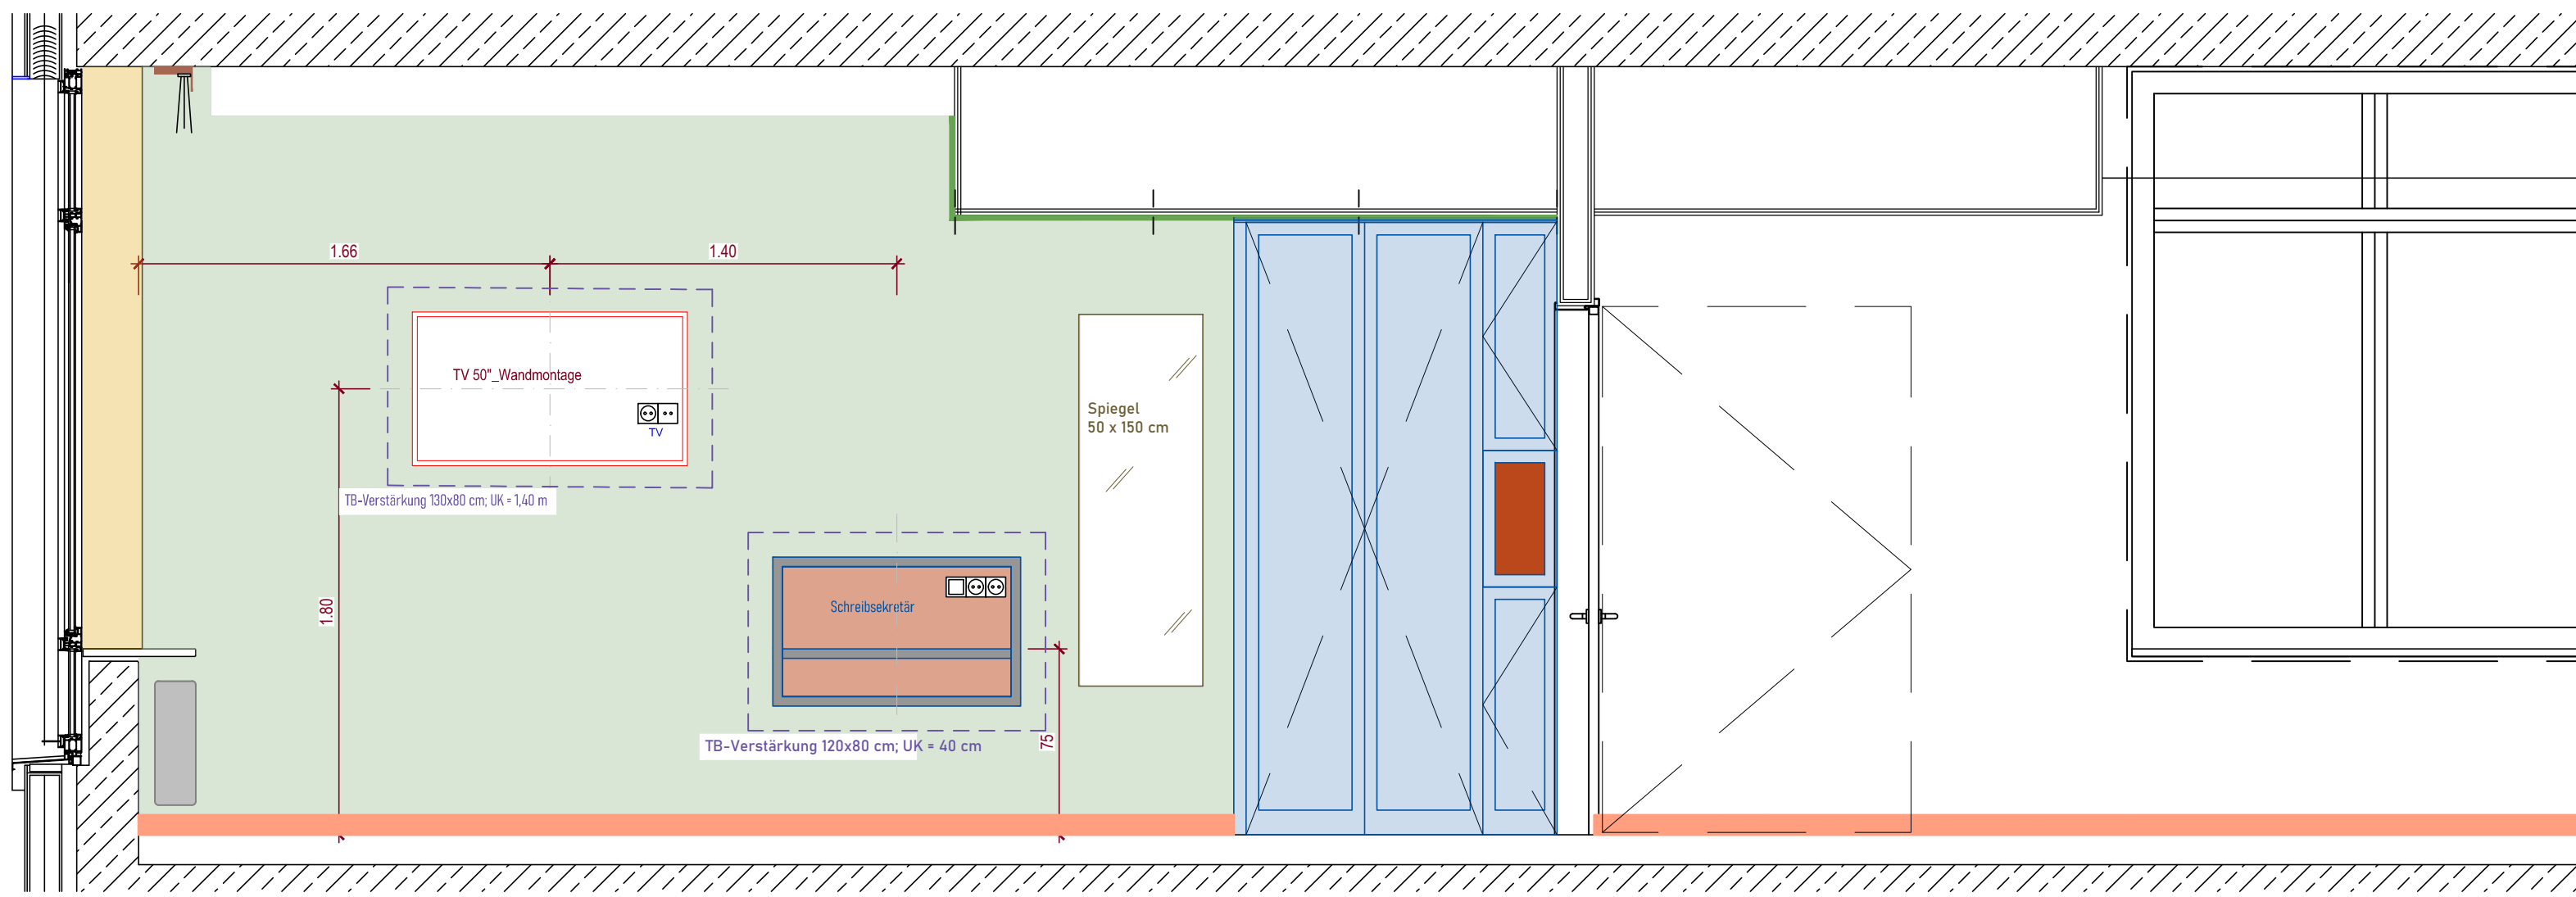 1.66
1.40
TV 50"_Wandmontage
TV
Spiegel
50 x 150 cm
TB-Verstärkung 130x80 cm; UK = 1,40 m
1.80
Schreibsekretär
75
TB-Verstärkung 120x80 cm; UK = 40 cm